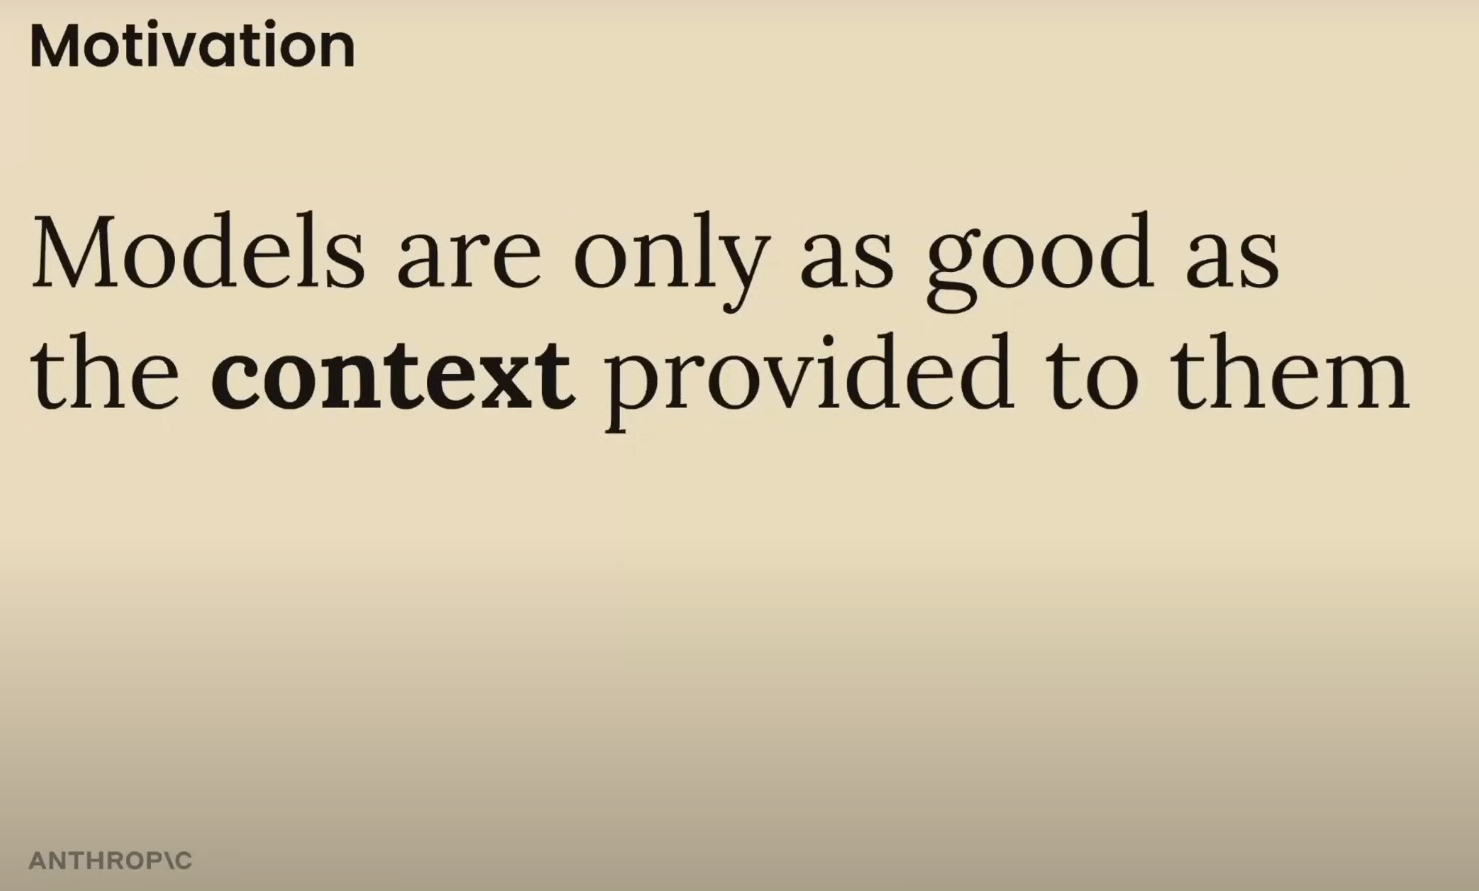 Motivation
Models are only as good as
the context provided to them
ANTHROP\C